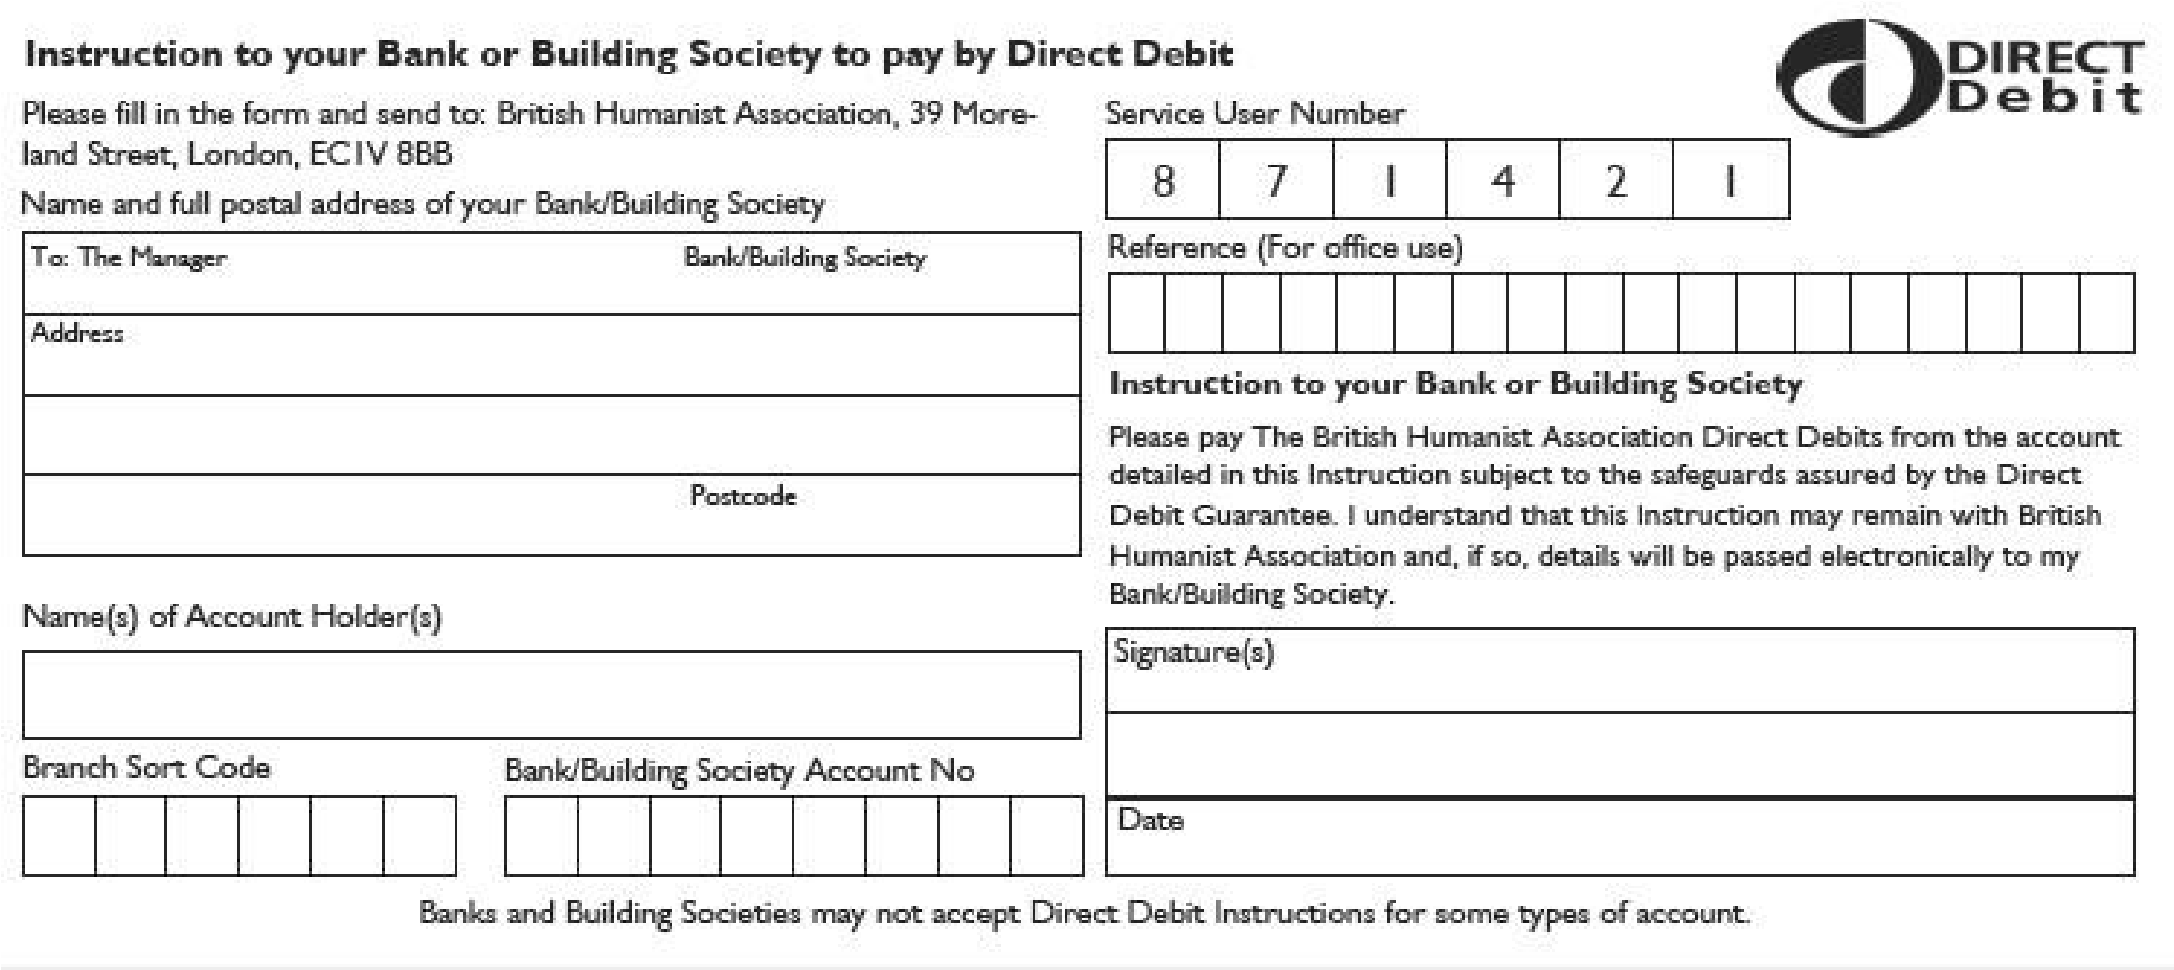 Instruction to your Bank or Building Society to pay by Direct Debit
DIRECT
Debit
Please fill in the form and send to: British Humanist Association, 39 More-
land Street, London, EC1V 8BB
Name and full postal address of your Bank/Building Society
To: The Manager Bank/Building Society
Address
Postcode
Name(s) of Account Holder(s)
Branch Sort Code Bank/Building Society Account No
Service User Number
8 7 1 4 2 1
Reference (For office use)
Instruction to your Bank or Building Society
Please pay The British Humanist Association Direct Debits from the account
detailed in this Instruction subject to the safeguards assured by the Direct
Debit Guarantee. I understand that this Instruction may remain with British
Humanist Association and, if so, details will be passed electronically to my
Bank/Building Society.
Signature(s)
Date
Banks and Building Societies may not accept Direct Debit Instructions for some types of account.